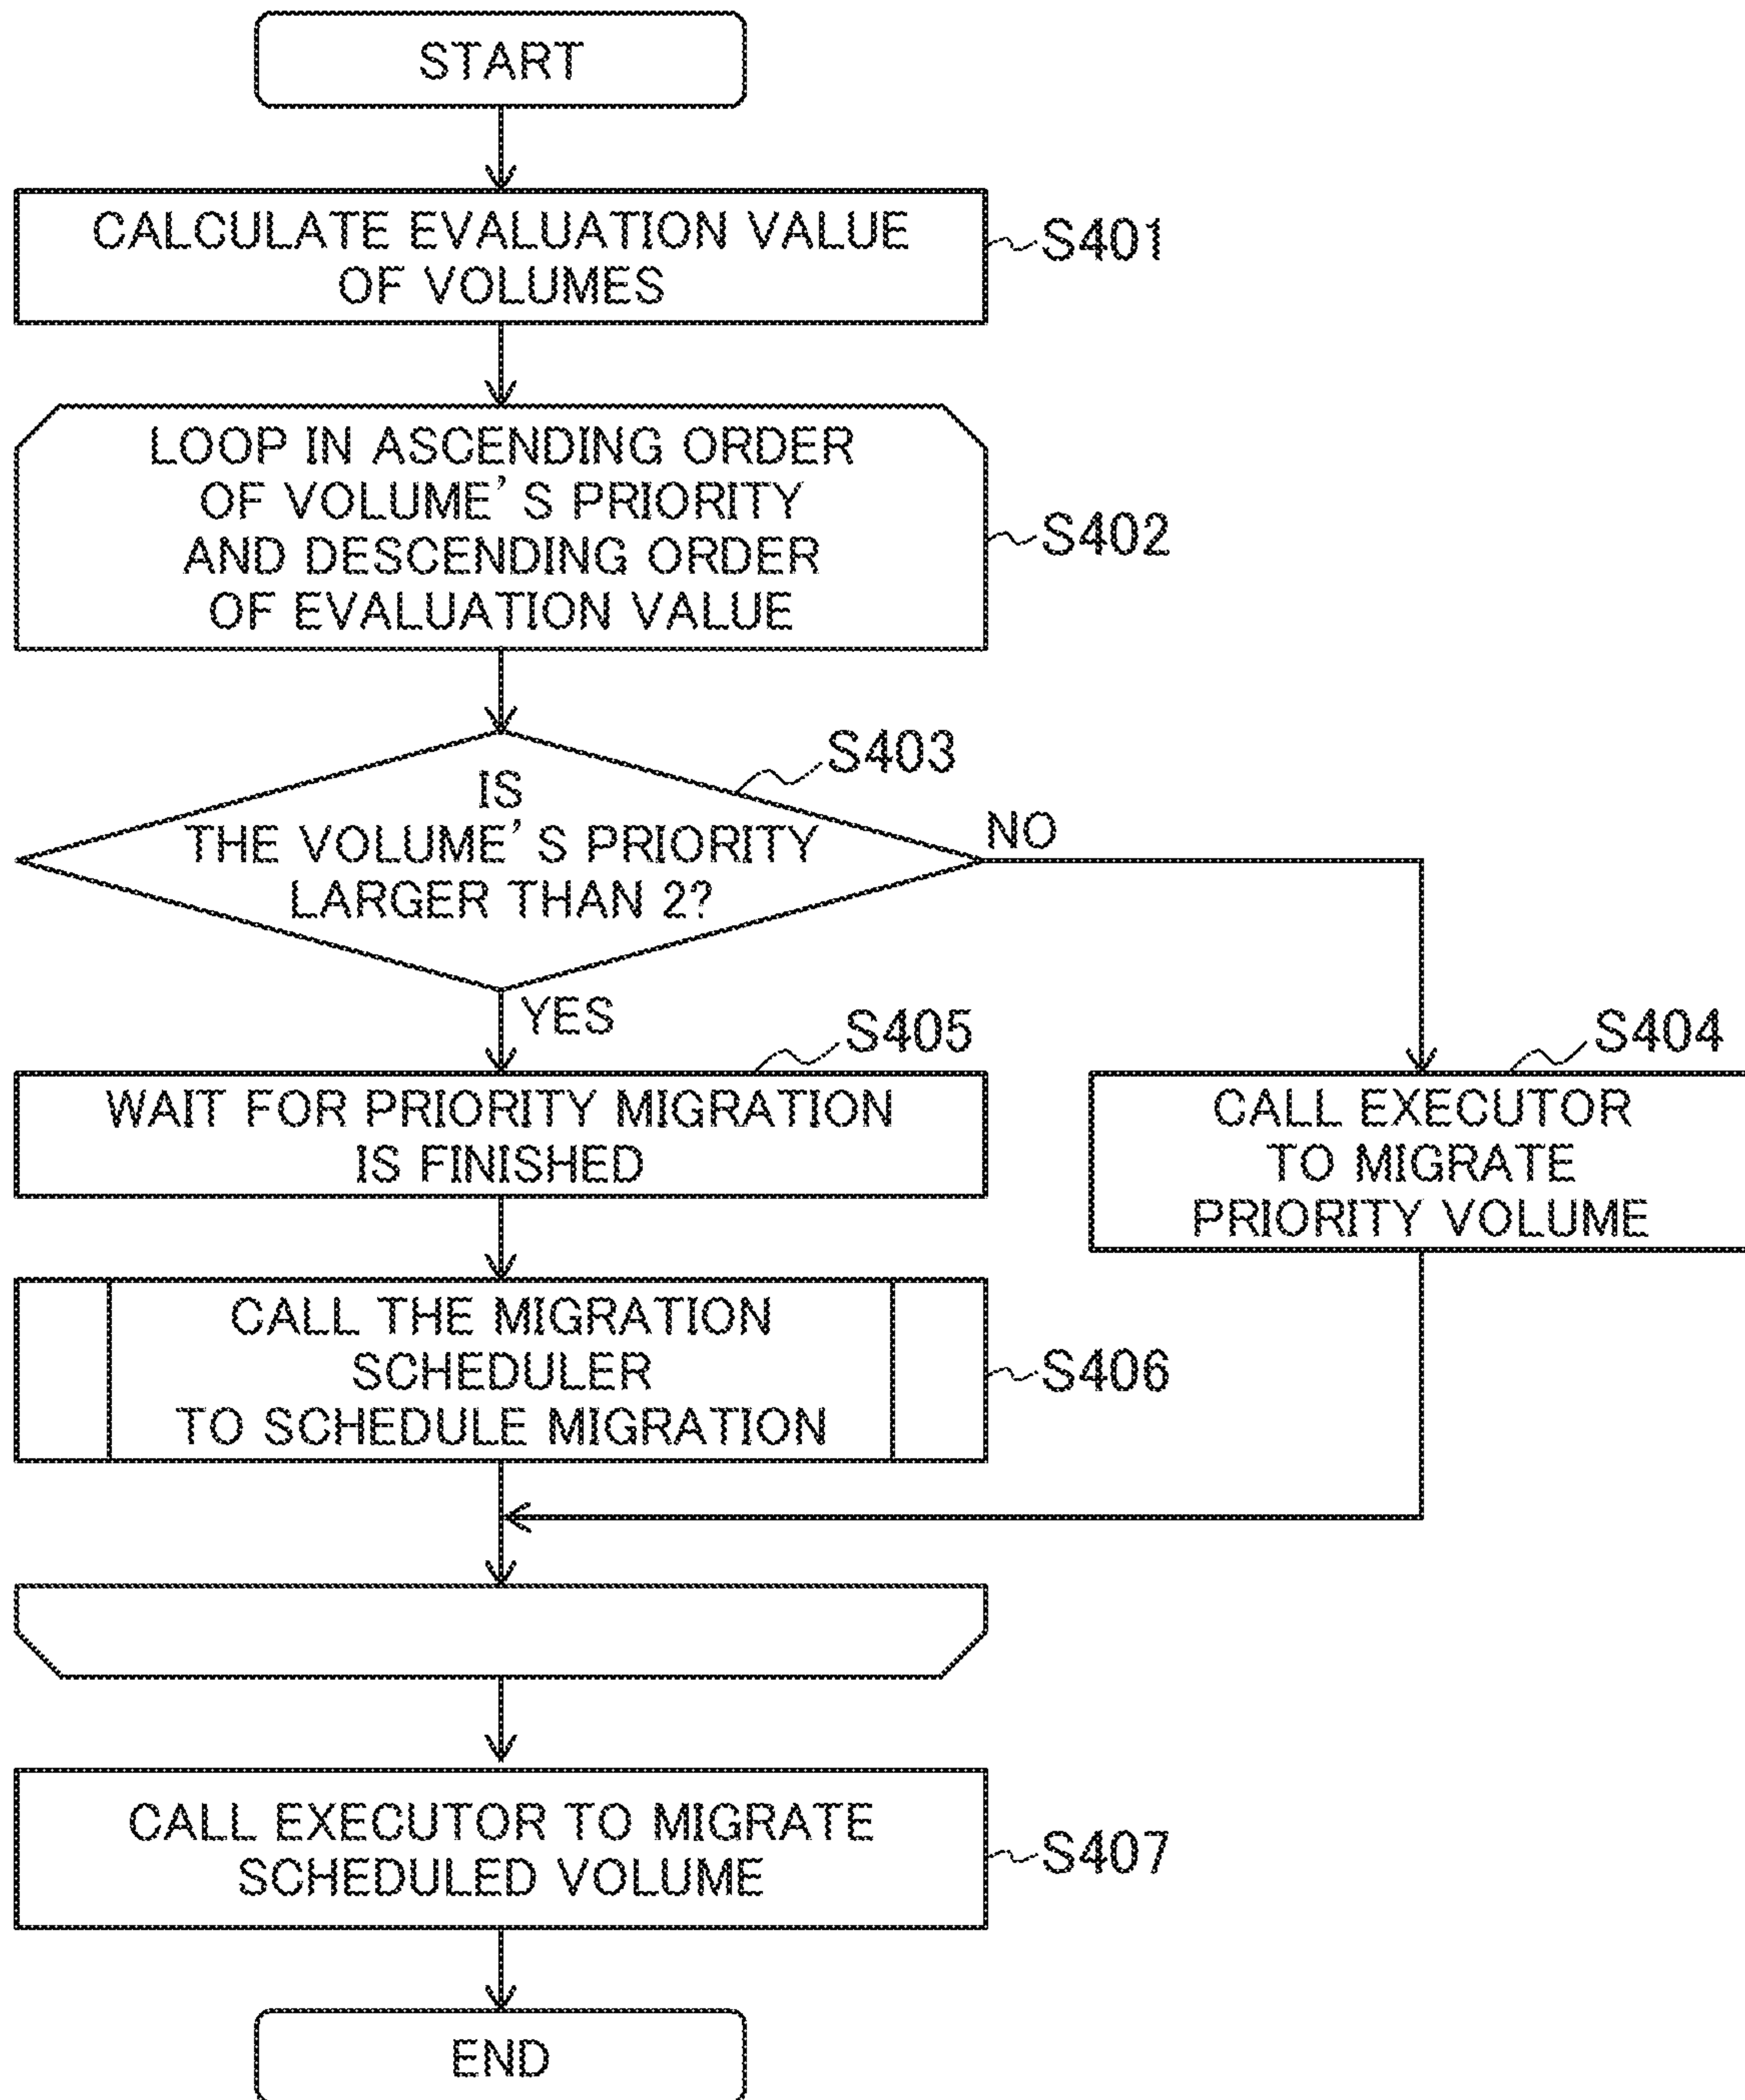 START
CALCULATE EVALUATION VALUE
OF VOLUMES
S401
LOOP IN ASCENDING ORDER
OF VOLUME'S PRIORITY
AND DESCENDING ORDER
OF EVALUATION VALUE
S402
S403
IS
THE VOLUME'S PRIORITY
LARGER THAN 2?
NO
YES
S405
WAIT FOR PRIORITY MIGRATION
IS FINISHED
S404
CALL EXECUTOR
TO MIGRATE
PRIORITY VOLUME
CALL THE MIGRATION
SCHEDULER
TO SCHEDULE MIGRATION
S406
CALL EXECUTOR TO MIGRATE
SCHEDULED VOLUME
S407
END